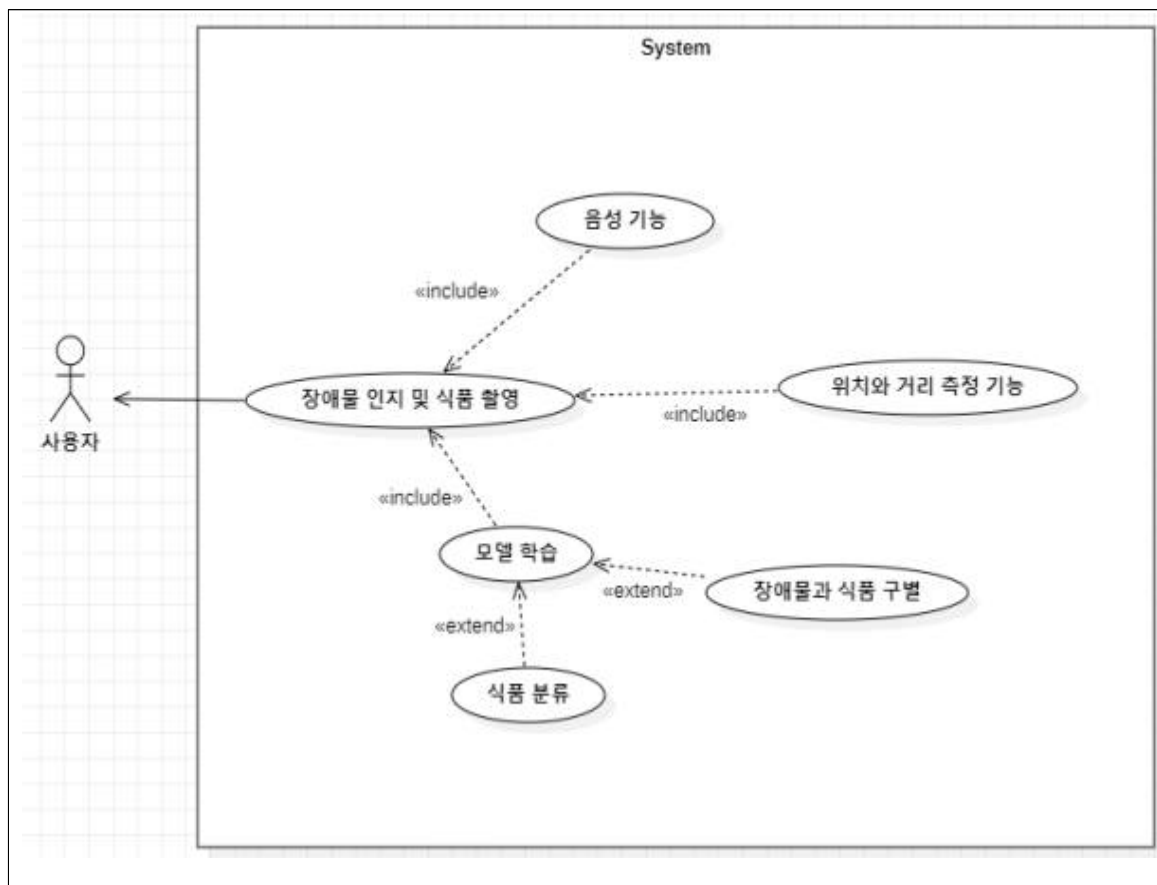 System
음성 기능
«include»
장애물 인지 및 식품 촬영
위치와 거리 측정 기능
«include»
사용자
«include»
모델 학습
장애물과 식품 구별
«extend»
«extend»
식품 분류